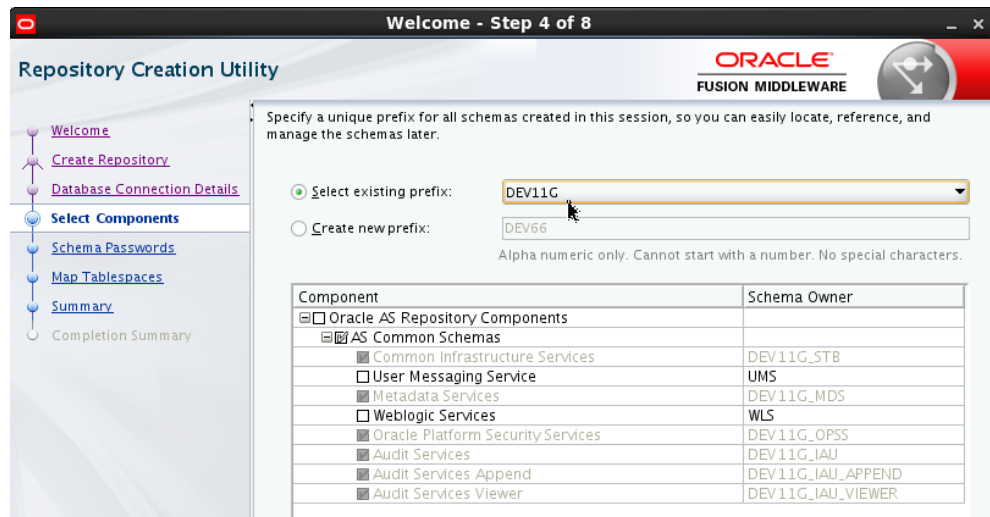 Welcome - Step 4 of 8
Repository Creation Utility
ORACLE
FUSION MIDDLEWARE
Welcome
Create Repository
Database Connection Details
Select Components
Schema Passwords
Map Tablespaces
Summary
Completion Summary
Specify a unique prefix for all schemas created in this session, so you can easily locate, reference, and
manage the schemas later.
Select existing prefix: DEV11G
Create new prefix: DEV66
Alpha numeric only. Cannot start with a number. No special characters.
Component Schema Owner
Oracle AS Repository Components
AS Common Schemas
Common Infrastructure Services DEV11G_STB
User Messaging Service UMS
Metadata Services DEV11G_MDS
Weblogic Services WLS
Oracle Platform Security Services DEV11G_OPSS
Audit Services DEV11G_IAU
Audit Services Append DEV11G_IAU_APPEND
Audit Services Viewer DEV11G_IAU_VIEWER